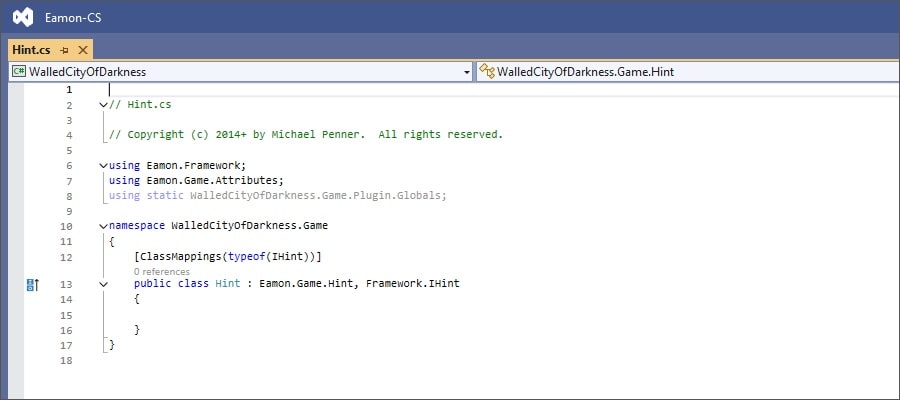 Eamon-CS
Hint.cs
WalledCityOfDarkness WalledCityOfDarkness.Game.Hint
1
2 // Hint.cs
3
4 // Copyright (c) 2014+ by Michael Penner.  All rights reserved.
5
6 using Eamon.Framework;
7 using Eamon.Game.Attributes;
8 using static WalledCityOfDarkness.Game.Plugin.Globals;
9
10 namespace WalledCityOfDarkness.Game
11 {
12 [ClassMappings(typeof(IHint))]
0 references
13 public class Hint : Eamon.Game.Hint, Framework.IHint
14 {
15
16 }
17 }
18